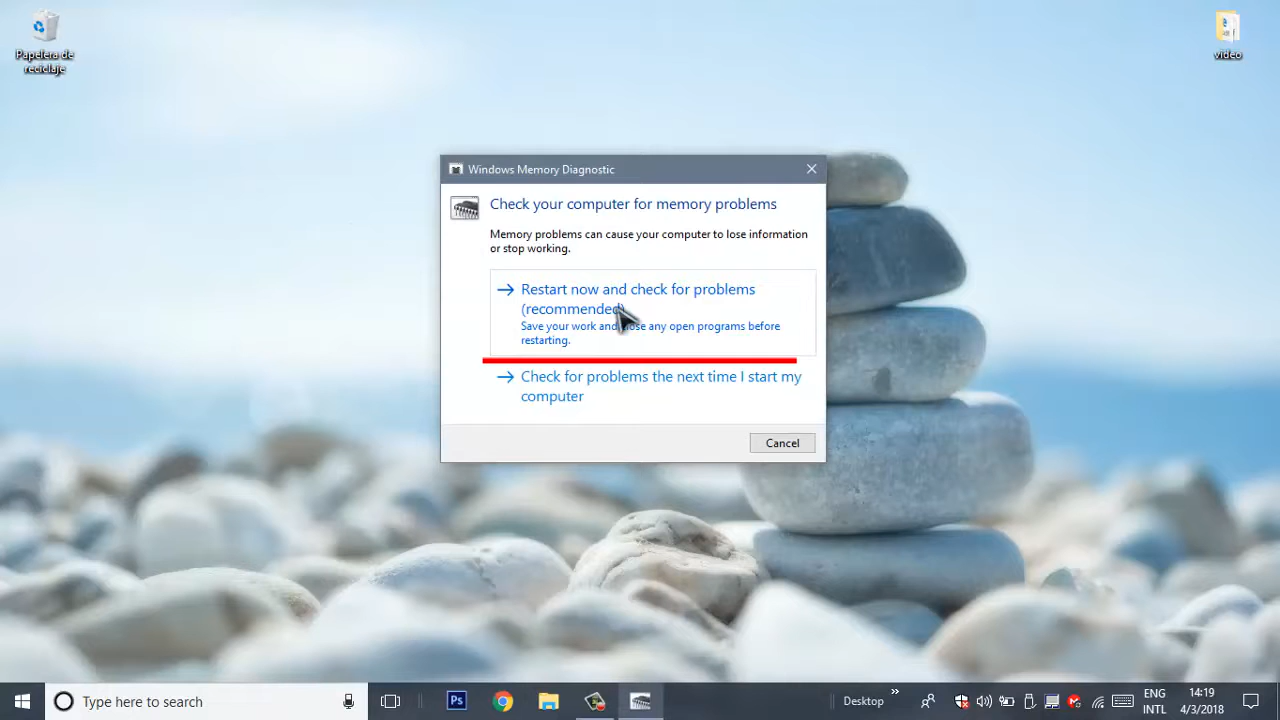 Papelera de
reciclaje
video
Windows Memory Diagnostic
Check your computer for memory problems
Memory problems can cause your computer to lose information
or stop working.
Restart now and check for problems
(recommended)
Save your work and close any open programs before
restarting.
Check for problems the next time I start my
computer
Cancel
Type here to search
Ps
Desktop
»
ENG
INTL
14:19
4/3/2018